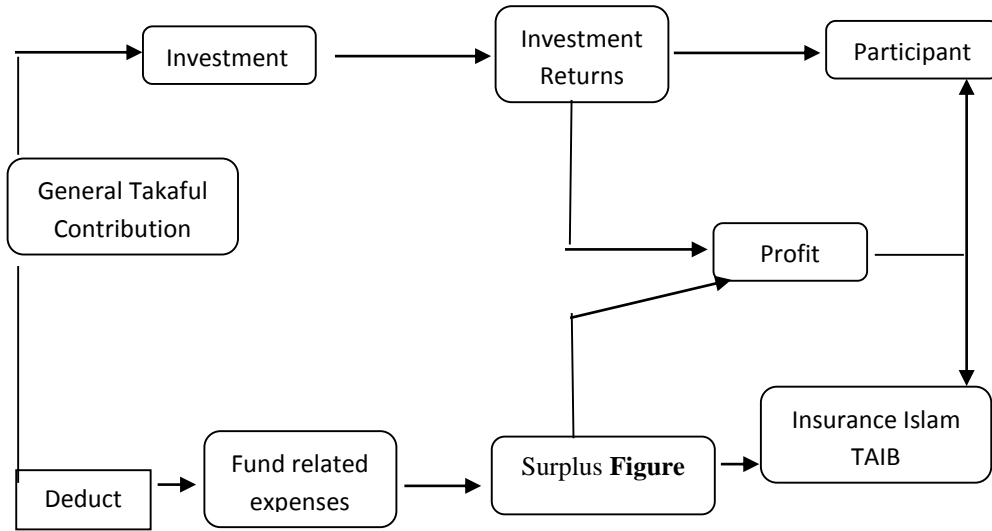 Investment
Investment
Returns
Participant
General Takaful
Contribution
Profit
Insurance Islam
TAIB
Deduct
Fund related
expenses
Surplus Figure